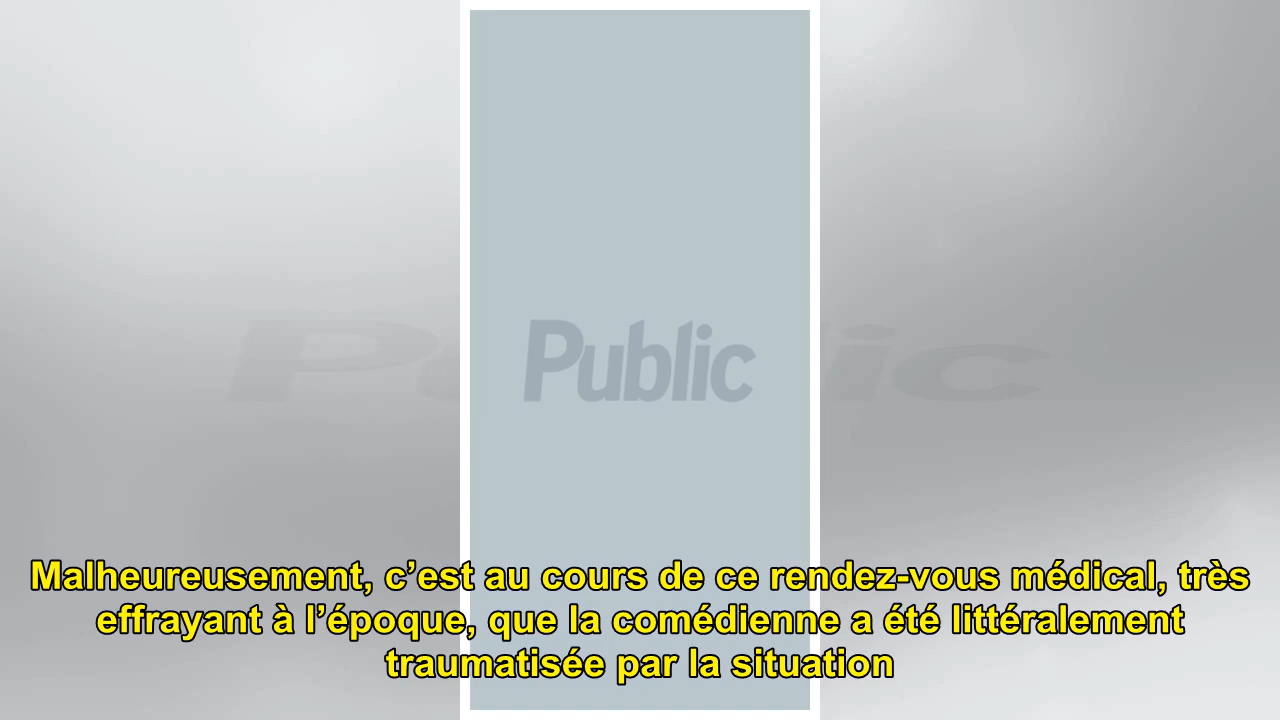 Public
Malheureusement, c’est au cours de ce rendez-vous médical, très
effrayant à l’époque, que la comédienne a été littéralement
traumatisée par la situation